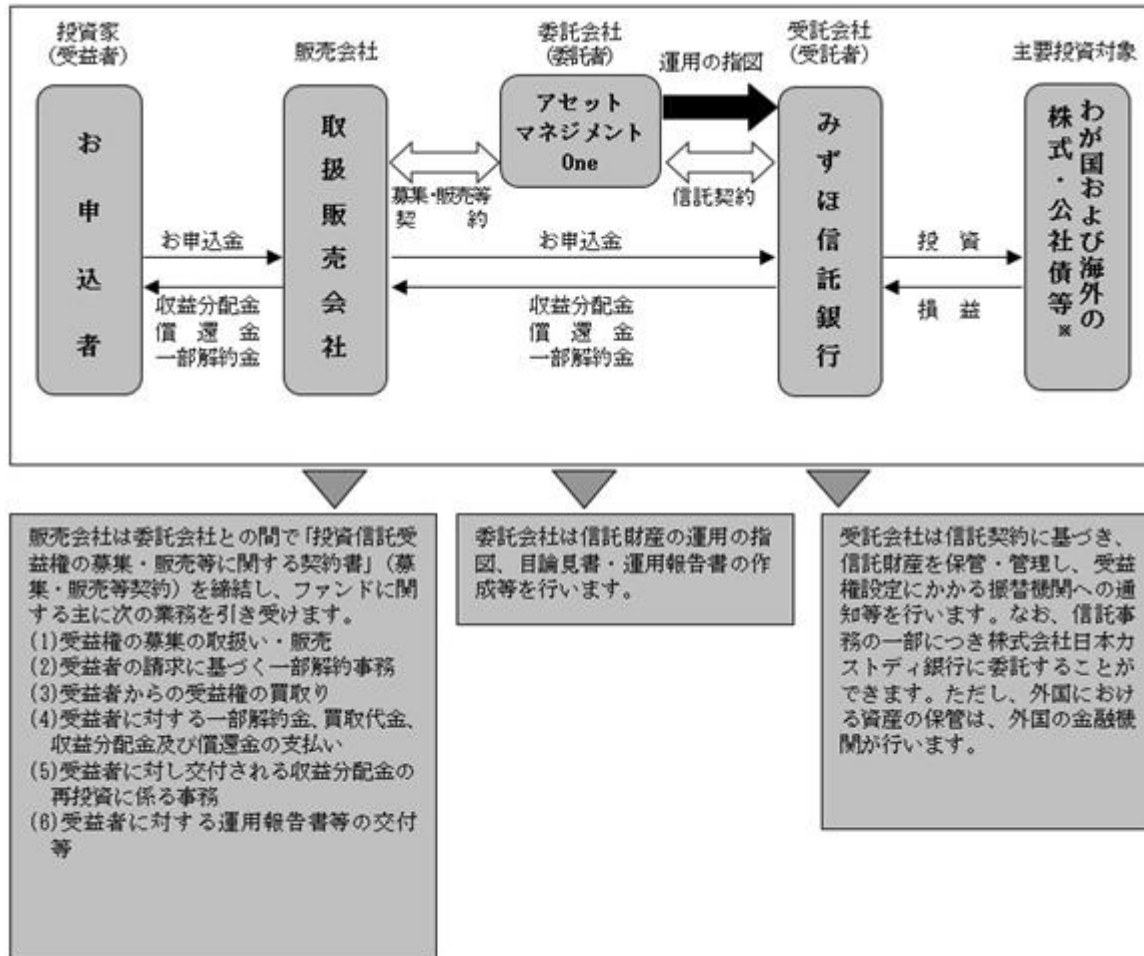 投資家
(受益者)
販売会社
委託会社
(委託者)
受託会社
(受託者)
主要投資対象
運用の指図
お申込者
取扱販売会社
アセット
マネジメント
One
みずほ信託銀行
わが国および海外の
株式・公社債等※
募集・販売等
契約
信託契約
お申込金
お申込金
投資
収益分配金
償還金
一部解約金
収益分配金
償還金
一部解約金
損益
販売会社は委託会社との間で「投資信託受
益権の募集・販売等に関する契約書」(募
集・販売等契約)を締結し、ファンドに関
する主に次の業務を引き受けます。
(1)受益権の募集の取扱い・販売
(2)受益者の請求に基づく一部解約事務
(3)受益者からの受益権の買取り
(4)受益者に対する一部解約金、買取代金、
収益分配金及び償還金の支払い
(5)受益者に対し交付される収益分配金の
再投資に係る事務
(6)受益者に対する運用報告書等の交付
等
委託会社は信託財産の運用の指
図、目論見書・運用報告書の作
成等を行います。
受託会社は信託契約に基づき、
信託財産を保管・管理し、受益
権設定にかかる振替機関への通
知等を行います。なお、信託事
務の一部につき株式会社日本カ
ストディ銀行に委託することが
できます。ただし、外国におけ
る資産の保管は、外国の金融機
関が行います。